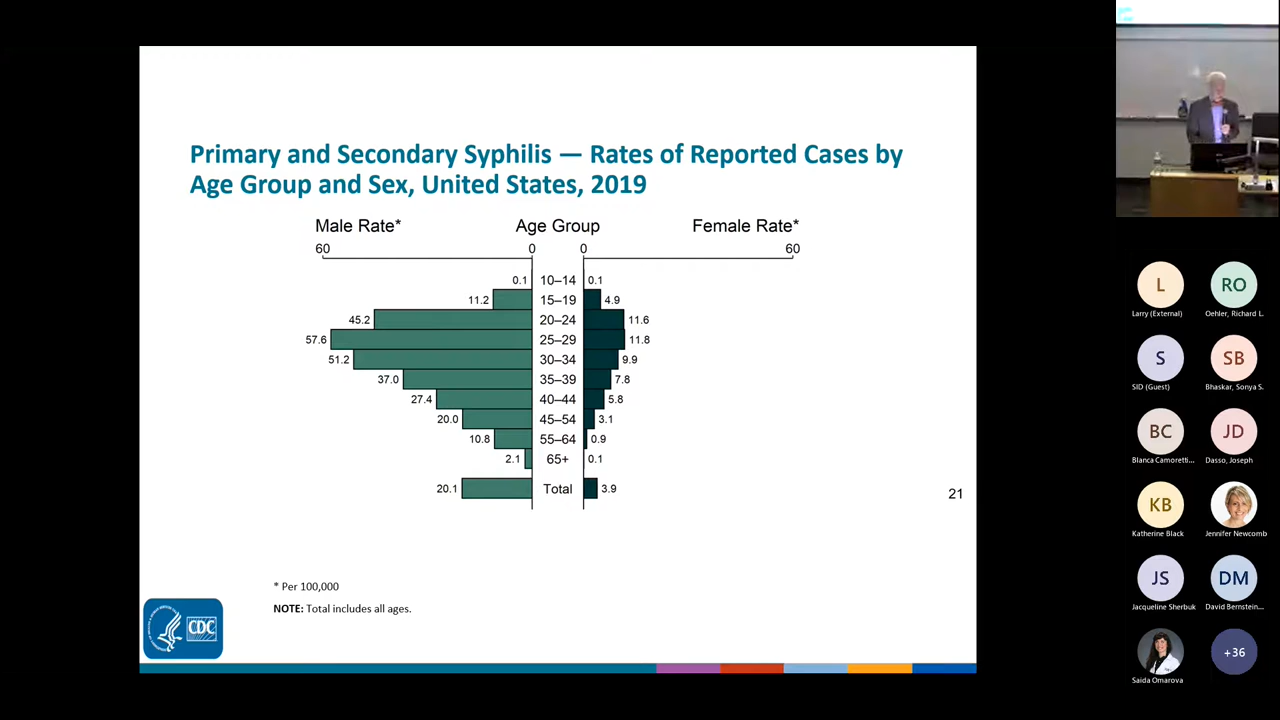 Primary and Secondary Syphilis — Rates of Reported Cases by
Age Group and Sex, United States, 2019
Male Rate* Age Group Female Rate*
60 0 0 60
0.1 10–14 0.1
11.2 15–19 4.9
45.2 20–24 11.6
57.6 25–29 11.8
51.2 30–34 9.9
37.0 35–39 7.8
27.4 40–44 5.8
20.0 45–54 3.1
10.8 55–64 0.9
2.1 65+ 0.1
20.1 Total 3.9
21
* Per 100,000
NOTE: Total includes all ages.
CDC
L RO
Larry (External) Oehler, Richard L.
S SB
SID (Guest) Bhaskar, Sonya S.
BC JD
Blanca Camoretti... Dasso, Joseph
KB
Katherine Black Jennifer Newcomb
JS DM
Jacqueline Sherbuk David Bernstein...
+36
Saida Omarova